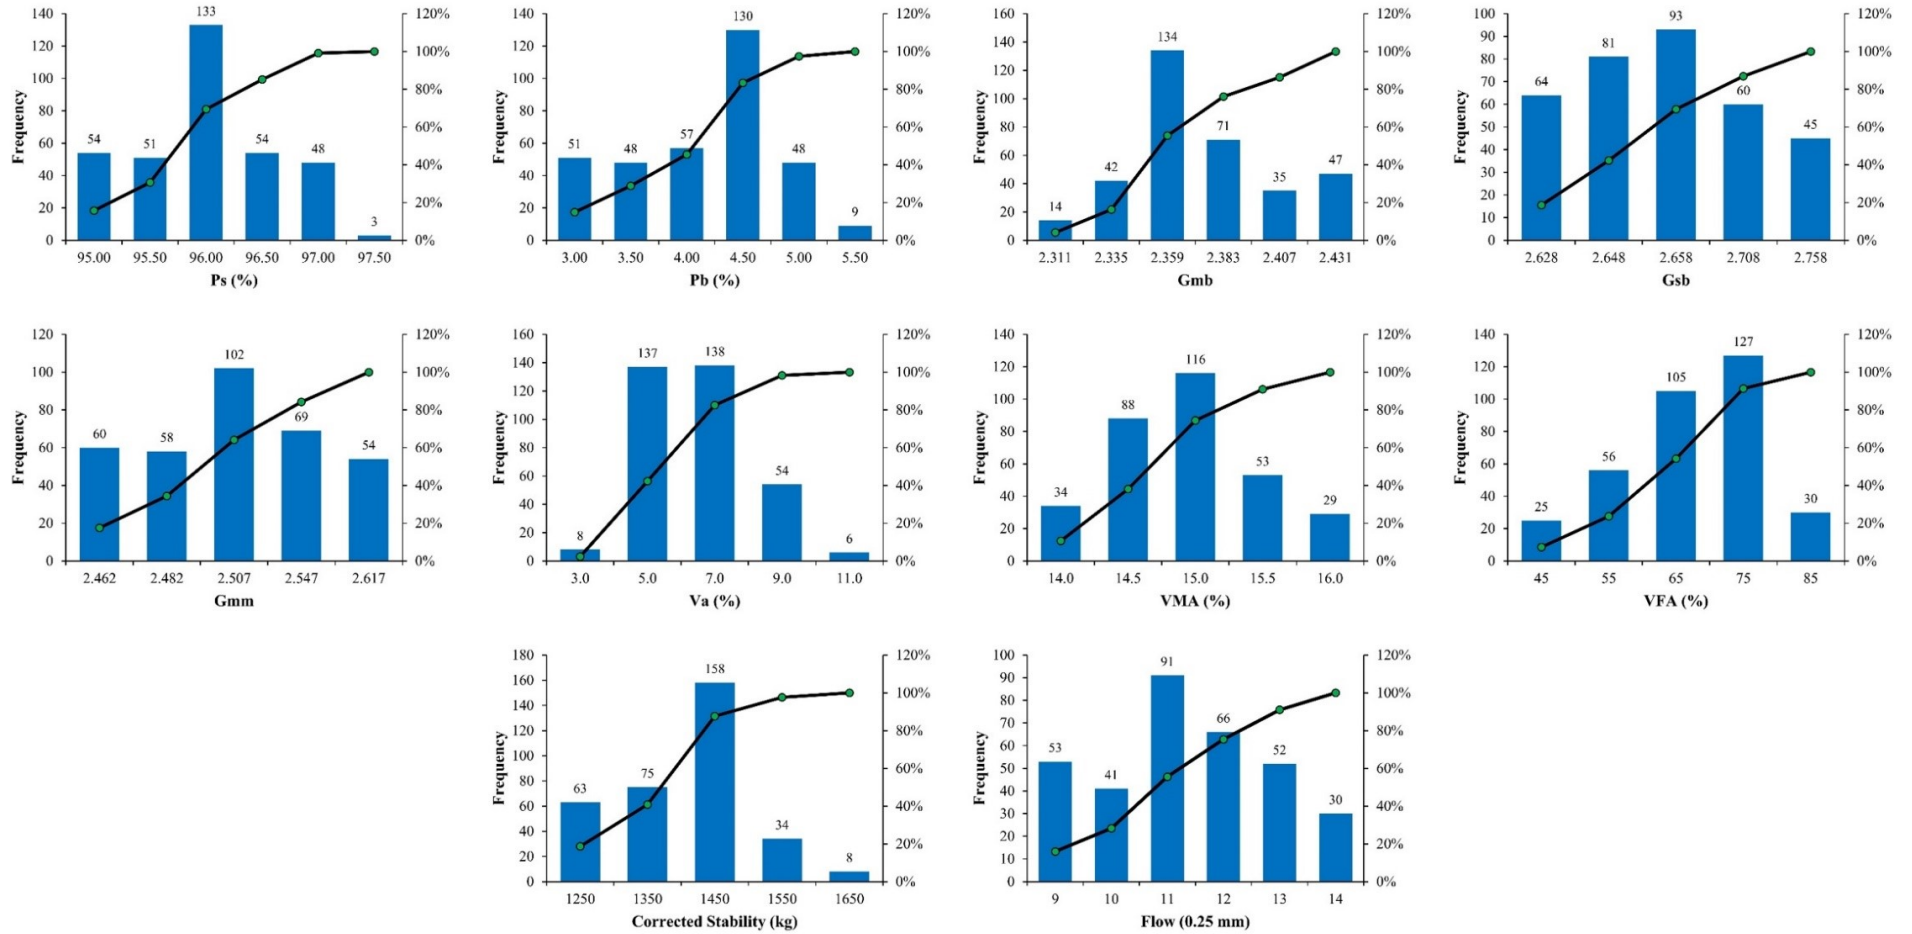 140 133 120%
120 100%
100 80%
80 60%
60 54 51 54 48 40%
40 20%
20 3
0 0%
95.00 95.50 96.00 96.50 97.00 97.50
Frequency
Ps (%)
140 130 120%
120 100%
100 80%
80 60%
60 51 48 57 48 40%
40 20%
20 9
0 0%
3.00 3.50 4.00 4.50 5.00 5.50
Frequency
Pb (%)
160 120%
140 134 100%
120 80%
100 60%
80 71
60 42 47 40%
40 35 20%
20 14
0 0%
2.311 2.335 2.359 2.383 2.407 2.431
Frequency
Gmb
100 93 120%
90 81 100%
80
70 64 80%
60 60 60%
50 45
40 40%
30
20 20%
10
0 0%
2.628 2.648 2.658 2.708 2.758
Frequency
Gsb
120 120%
100 102 100%
80 69 80%
60 60 58 54 60%
40 40%
20 20%
0 0%
2.462 2.482 2.507 2.547 2.617
Frequency
Gmm
160 120%
140 137 138 100%
120 80%
100 60%
80
60 54 40%
40 20%
20 8 6
0 0%
3.0 5.0 7.0 9.0 11.0
Frequency
Va (%)
140 120%
120 116 100%
100 88 80%
80 60%
60 53 40%
40 34 29 20%
20
0 0%
14.0 14.5 15.0 15.5 16.0
Frequency
VMA (%)
140 127 120%
120 105 100%
100 80%
80 60%
60 56 40%
40 25 30 20%
20
0 0%
45 55 65 75 85
Frequency
VFA (%)
180 120%
160 158 100%
140
120 80%
100 60%
80 63 75
60 40%
40 34 20%
20 8
0 0%
1250 1350 1450 1550 1650
Frequency
Corrected Stability (kg)
100 120%
90 91 100%
80
70 66 80%
60 53 52 60%
50 41
40 40%
30 30
20 20%
10
0 0%
9 10 11 12 13 14
Frequency
Flow (0.25 mm)